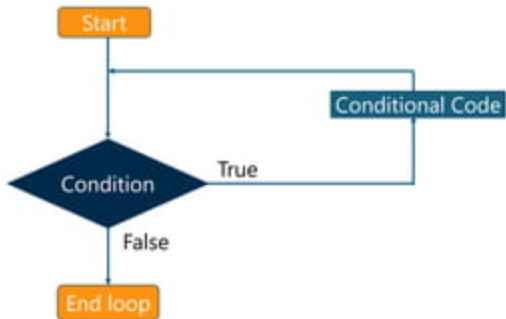 Start
Conditional Code
Condition
True
False
End loop